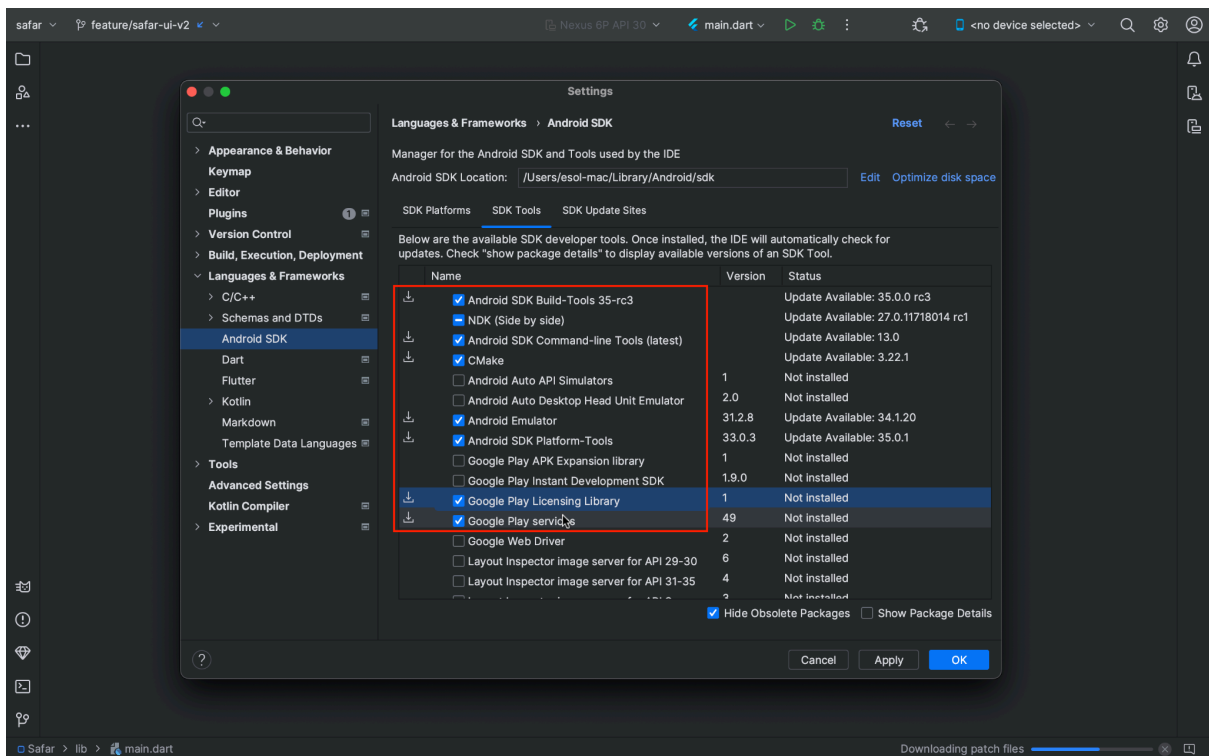 safar feature/safar-ui-v2 Nexus 6P API 30 main.dart <no device selected>
Settings
Languages & Frameworks › Android SDK Reset
Appearance & Behavior
Keymap
Editor
Plugins 1
Version Control
Build, Execution, Deployment
Languages & Frameworks
C/C++
Schemas and DTDs
Android SDK
Dart
Flutter
Kotlin
Markdown
Template Data Languages
Tools
Advanced Settings
Kotlin Compiler
Experimental
Manager for the Android SDK and Tools used by the IDE
Android SDK Location: /Users/esol-mac/Library/Android/sdk Edit Optimize disk space
SDK Platforms SDK Tools SDK Update Sites
Below are the available SDK developer tools. Once installed, the IDE will automatically check for
updates. Check "show package details" to display available versions of an SDK Tool.
Name Version Status
Android SDK Build-Tools 35-rc3 Update Available: 35.0.0 rc3
NDK (Side by side) Update Available: 27.0.11718014 rc1
Android SDK Command-line Tools (latest) Update Available: 13.0
CMake Update Available: 3.22.1
Android Auto API Simulators 1 Not installed
Android Auto Desktop Head Unit Emulator 2.0 Not installed
Android Emulator 31.2.8 Update Available: 34.1.20
Android SDK Platform-Tools 33.0.3 Update Available: 35.0.1
Google Play APK Expansion library 1 Not installed
Google Play Instant Development SDK 1.9.0 Not installed
Google Play Licensing Library 1 Not installed
Google Play services 49 Not installed
Google Web Driver 2 Not installed
Layout Inspector image server for API 29-30 6 Not installed
Layout Inspector image server for API 31-35 4 Not installed
3 Not installed
Hide Obsolete Packages Show Package Details
? Cancel Apply OK
Safar > lib > main.dart Downloading patch files